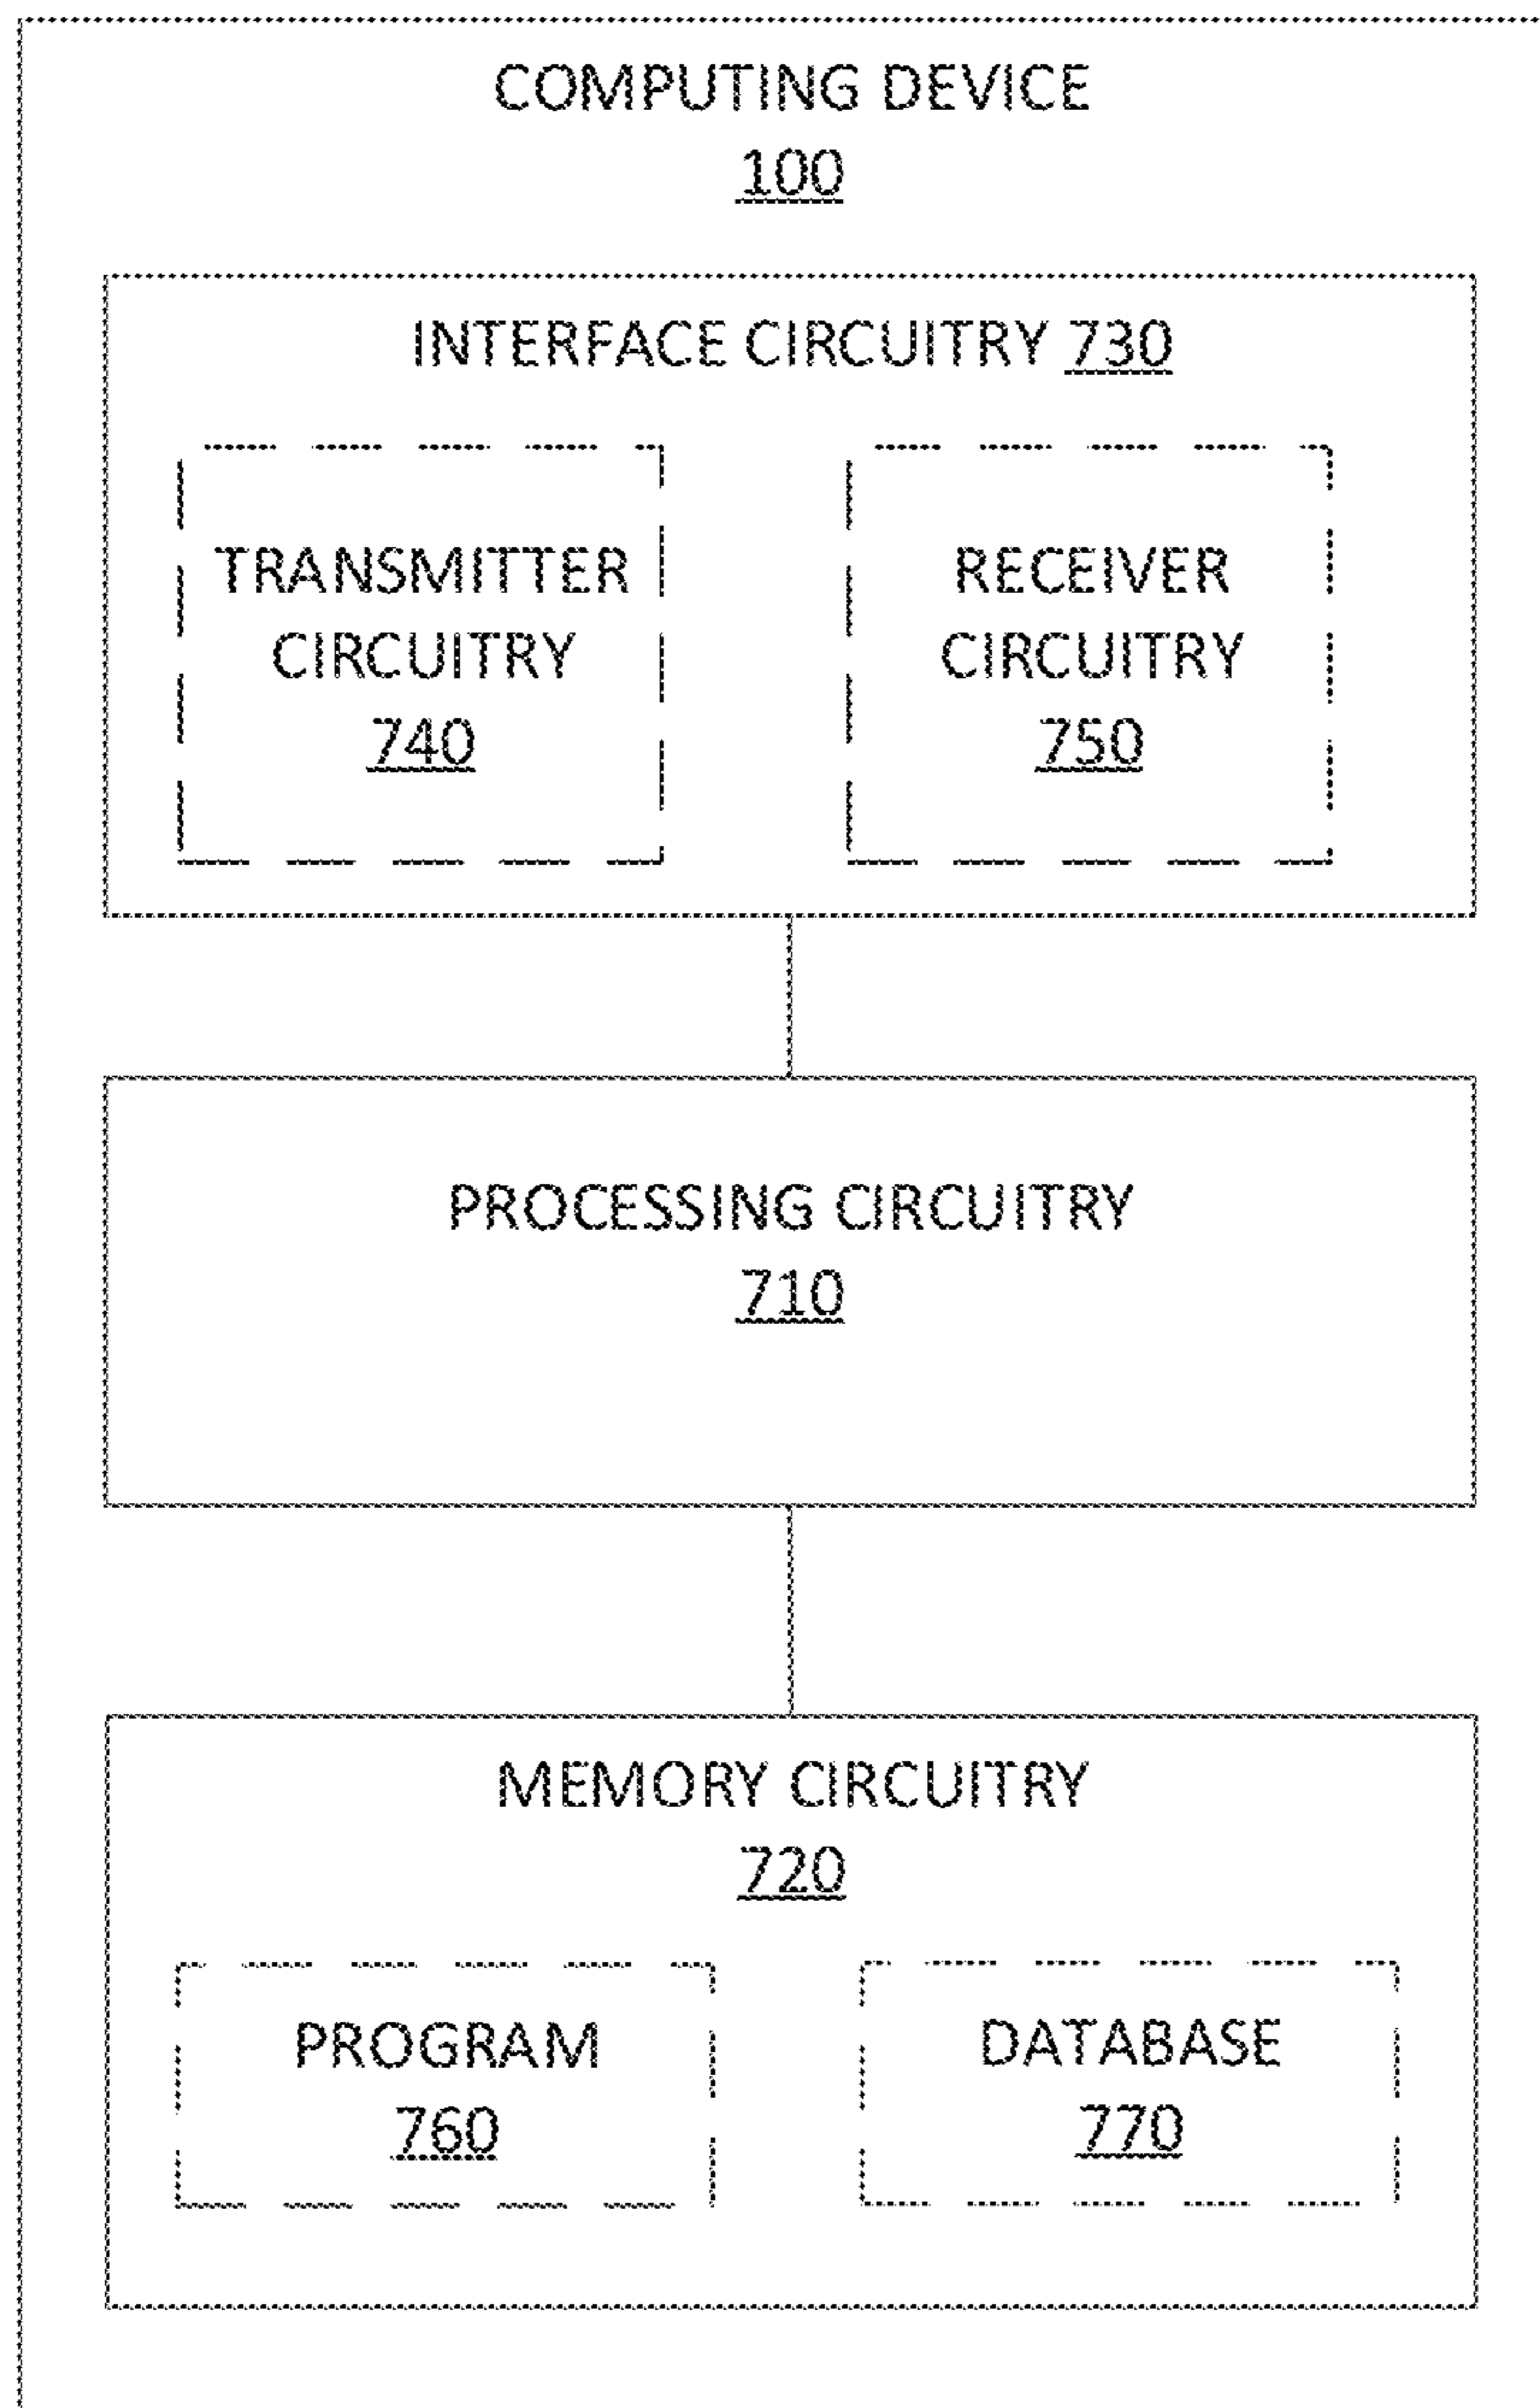 COMPUTING DEVICE
100
INTERFACE CIRCUITRY 730
TRANSMITTER
CIRCUITRY
740
RECEIVER
CIRCUITRY
750
PROCESSING CIRCUITRY
710
MEMORY CIRCUITRY
720
PROGRAM
760
DATABASE
770